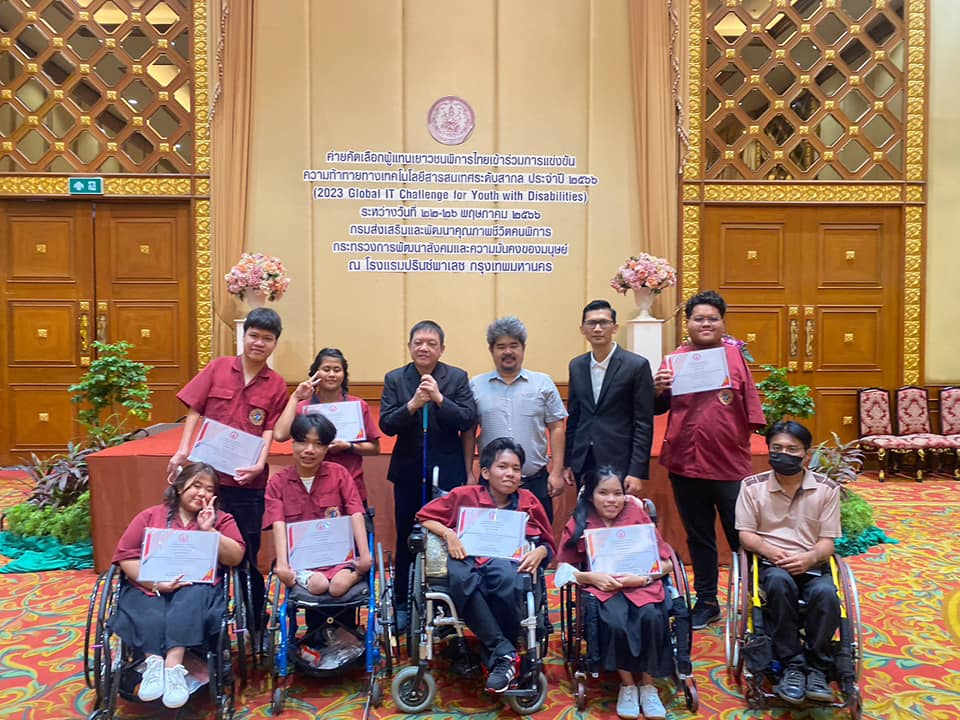 ค่ายคัดเลือกผู้แทนเยาวชนพิการไทยเข้าร่วมการแข่งขัน
ความท้าทายทางเทคโนโลยีสารสนเทศระดับสากล ประจำปี ๒๕๖๖
(2023 Global IT Challenge for Youth with Disabilities)
ระหว่างวันที่ ๒๒-๒๖ พฤษภาคม ๒๕๖๖
กรมส่งเสริมและพัฒนาคุณภาพชีวิตคนพิการ
กระทรวงการพัฒนาสังคมและความมั่นคงของมนุษย์
ณ โรงแรมปรินซ์พาเลซ กรุงเทพมหานคร